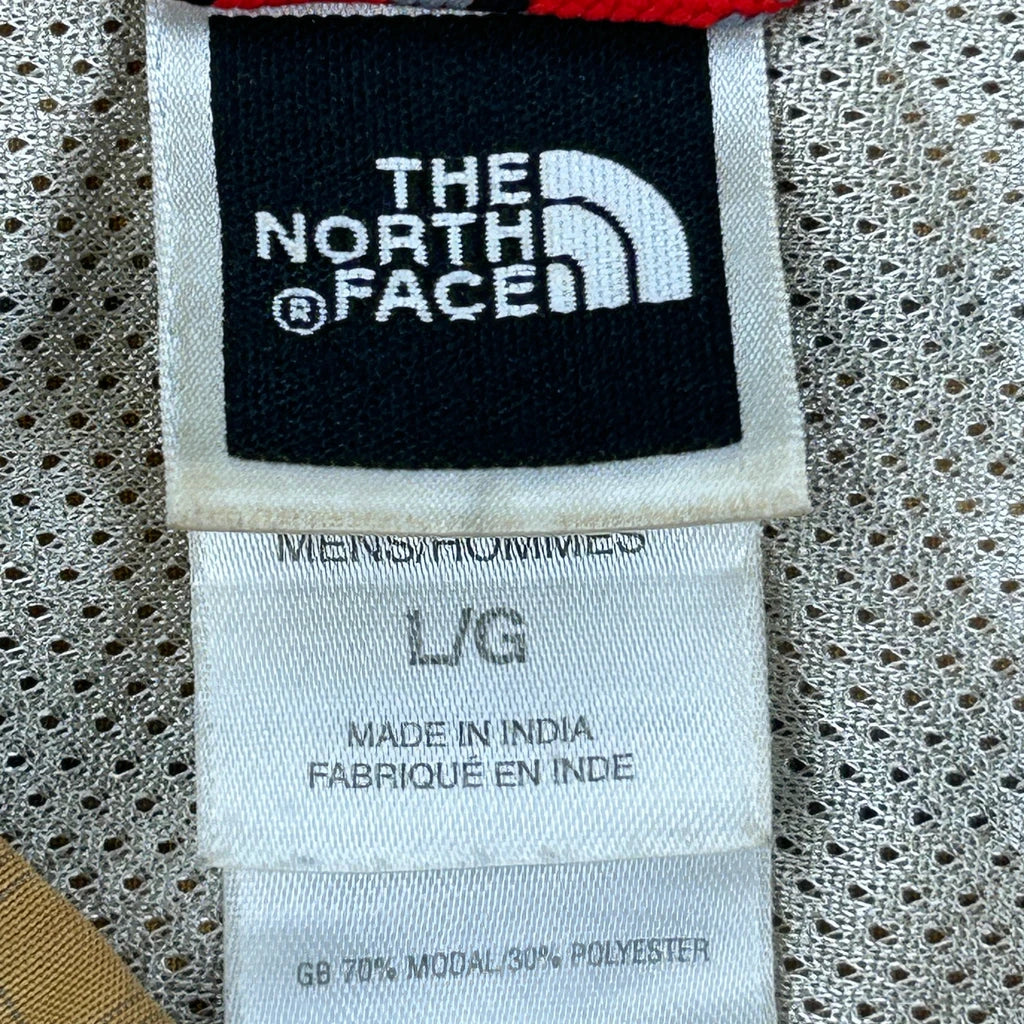 THE
NORTH
®FACE
MENS/HOMMES
L/G
MADE IN INDIA
FABRIQUÉ EN INDE
GB 70% MODAL/30% POLYESTER